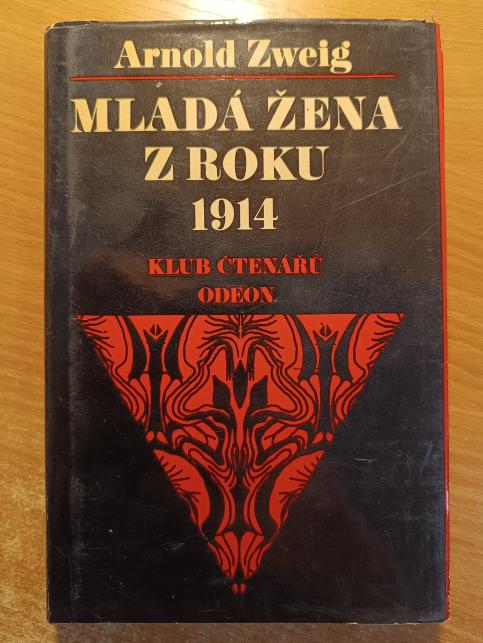 Arnold Zweig
MLADÁ ŽENA
Z ROKU
1914
KLUB ČTENÁŘŮ
ODEON